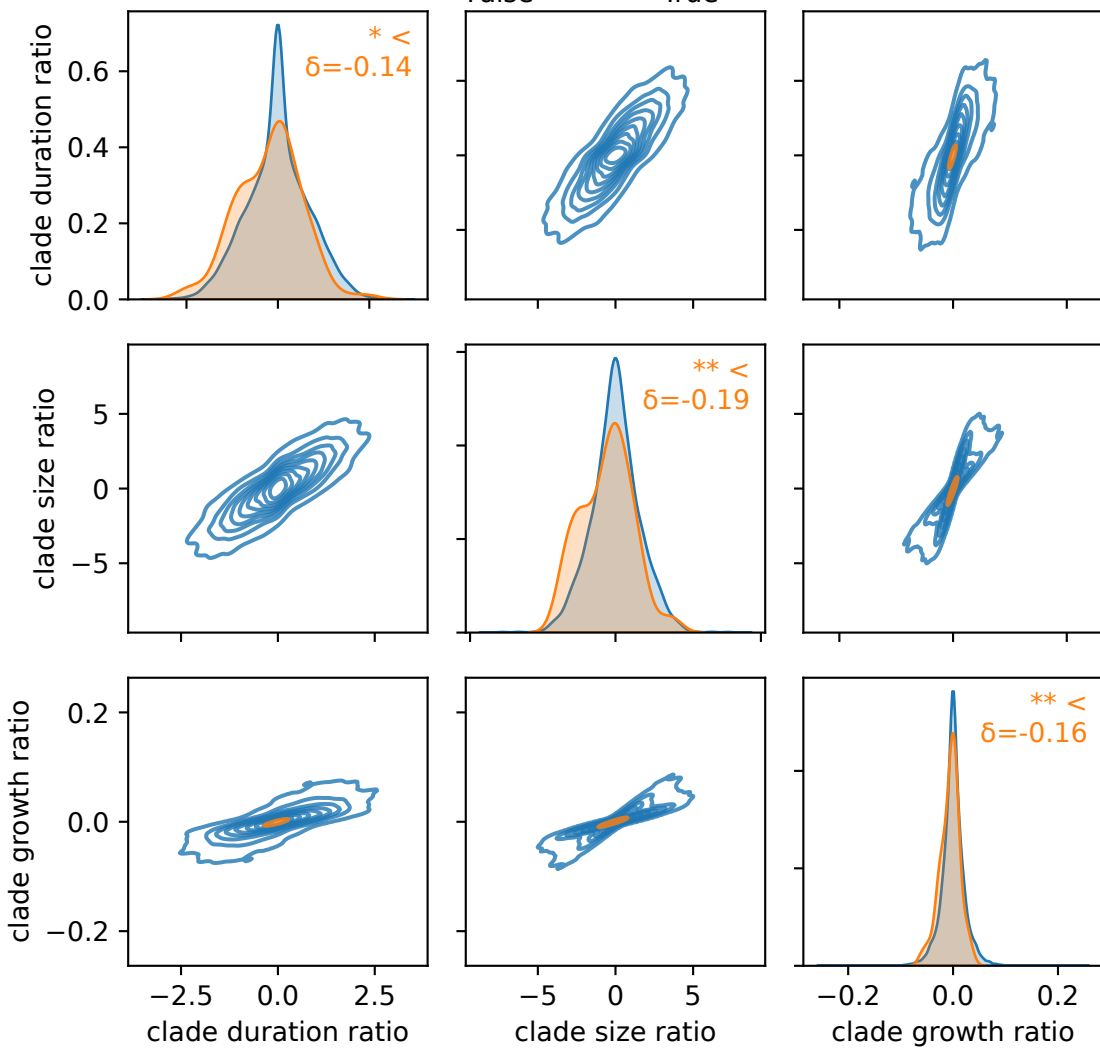 True
* <
δ=-0.14
clade duration ratio
0.6
0.4
0.2
0.0
** <
δ=-0.19
clade size ratio
5
0
−5
** <
δ=-0.16
clade growth ratio
0.2
0.0
−0.2
−2.5 0.0 2.5 −5 0 5 −0.2 0.0 0.2
clade duration ratio clade size ratio clade growth ratio